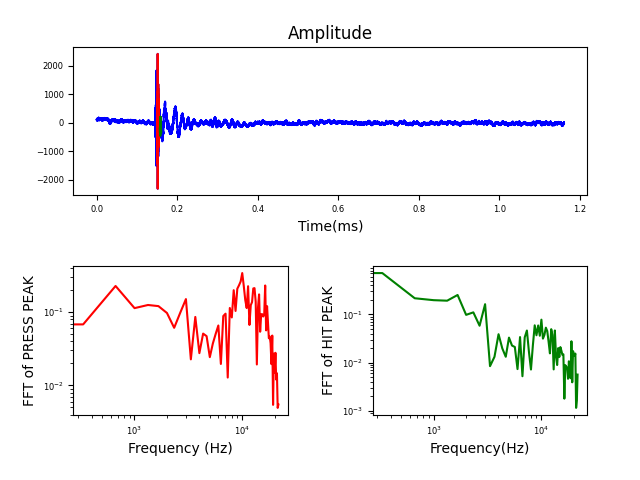 Amplitude
2000
1000
0
−1000
−2000
0.0 0.2 0.4 0.6 0.8 1.0 1.2
Time(ms)
FFT of PRESS PEAK
10⁻¹
10⁻²
10³ 10⁴
Frequency (Hz)
FFT of HIT PEAK
10⁻¹
10⁻²
10⁻³
10³ 10⁴
Frequency(Hz)